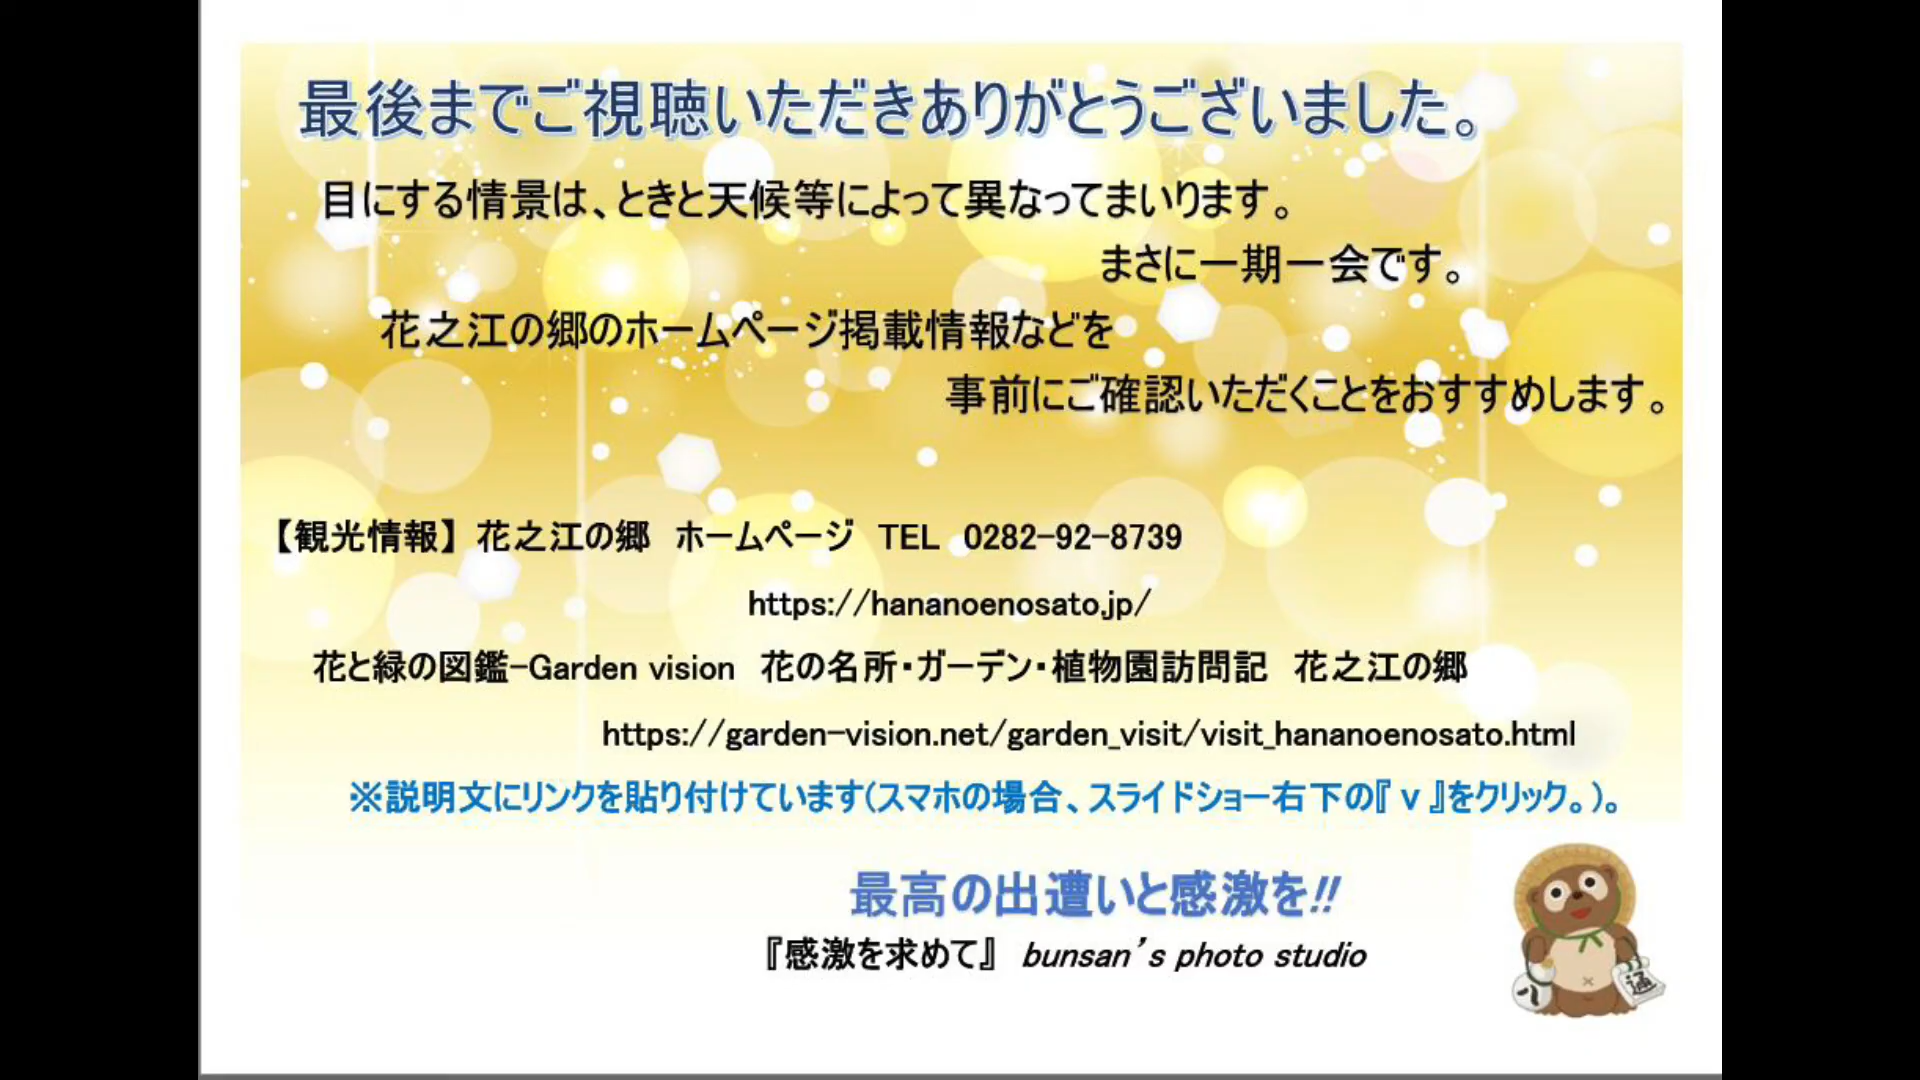 最後までご視聴いただきありがとうございました。
目にする情景は、ときと天候等によって異なってまいります。
まさに一期一会です。
花之江の郷のホームページ掲載情報などを
事前にご確認いただくことをおすすめします。
【観光情報】花之江の郷　ホームページ　TEL　0282-92-8739
https://hananoenosato.jp/
花と緑の図鑑-Garden vision　花の名所・ガーデン・植物園訪問記　花之江の郷
https://garden-vision.net/garden_visit/visit_hananoenosato.html
※説明文にリンクを貼り付けています(スマホの場合、スライドショー右下の『 v 』をクリック。)。
最高の出遭いと感激を!!
『感激を求めて』 bunsan’s photo studio
八
通